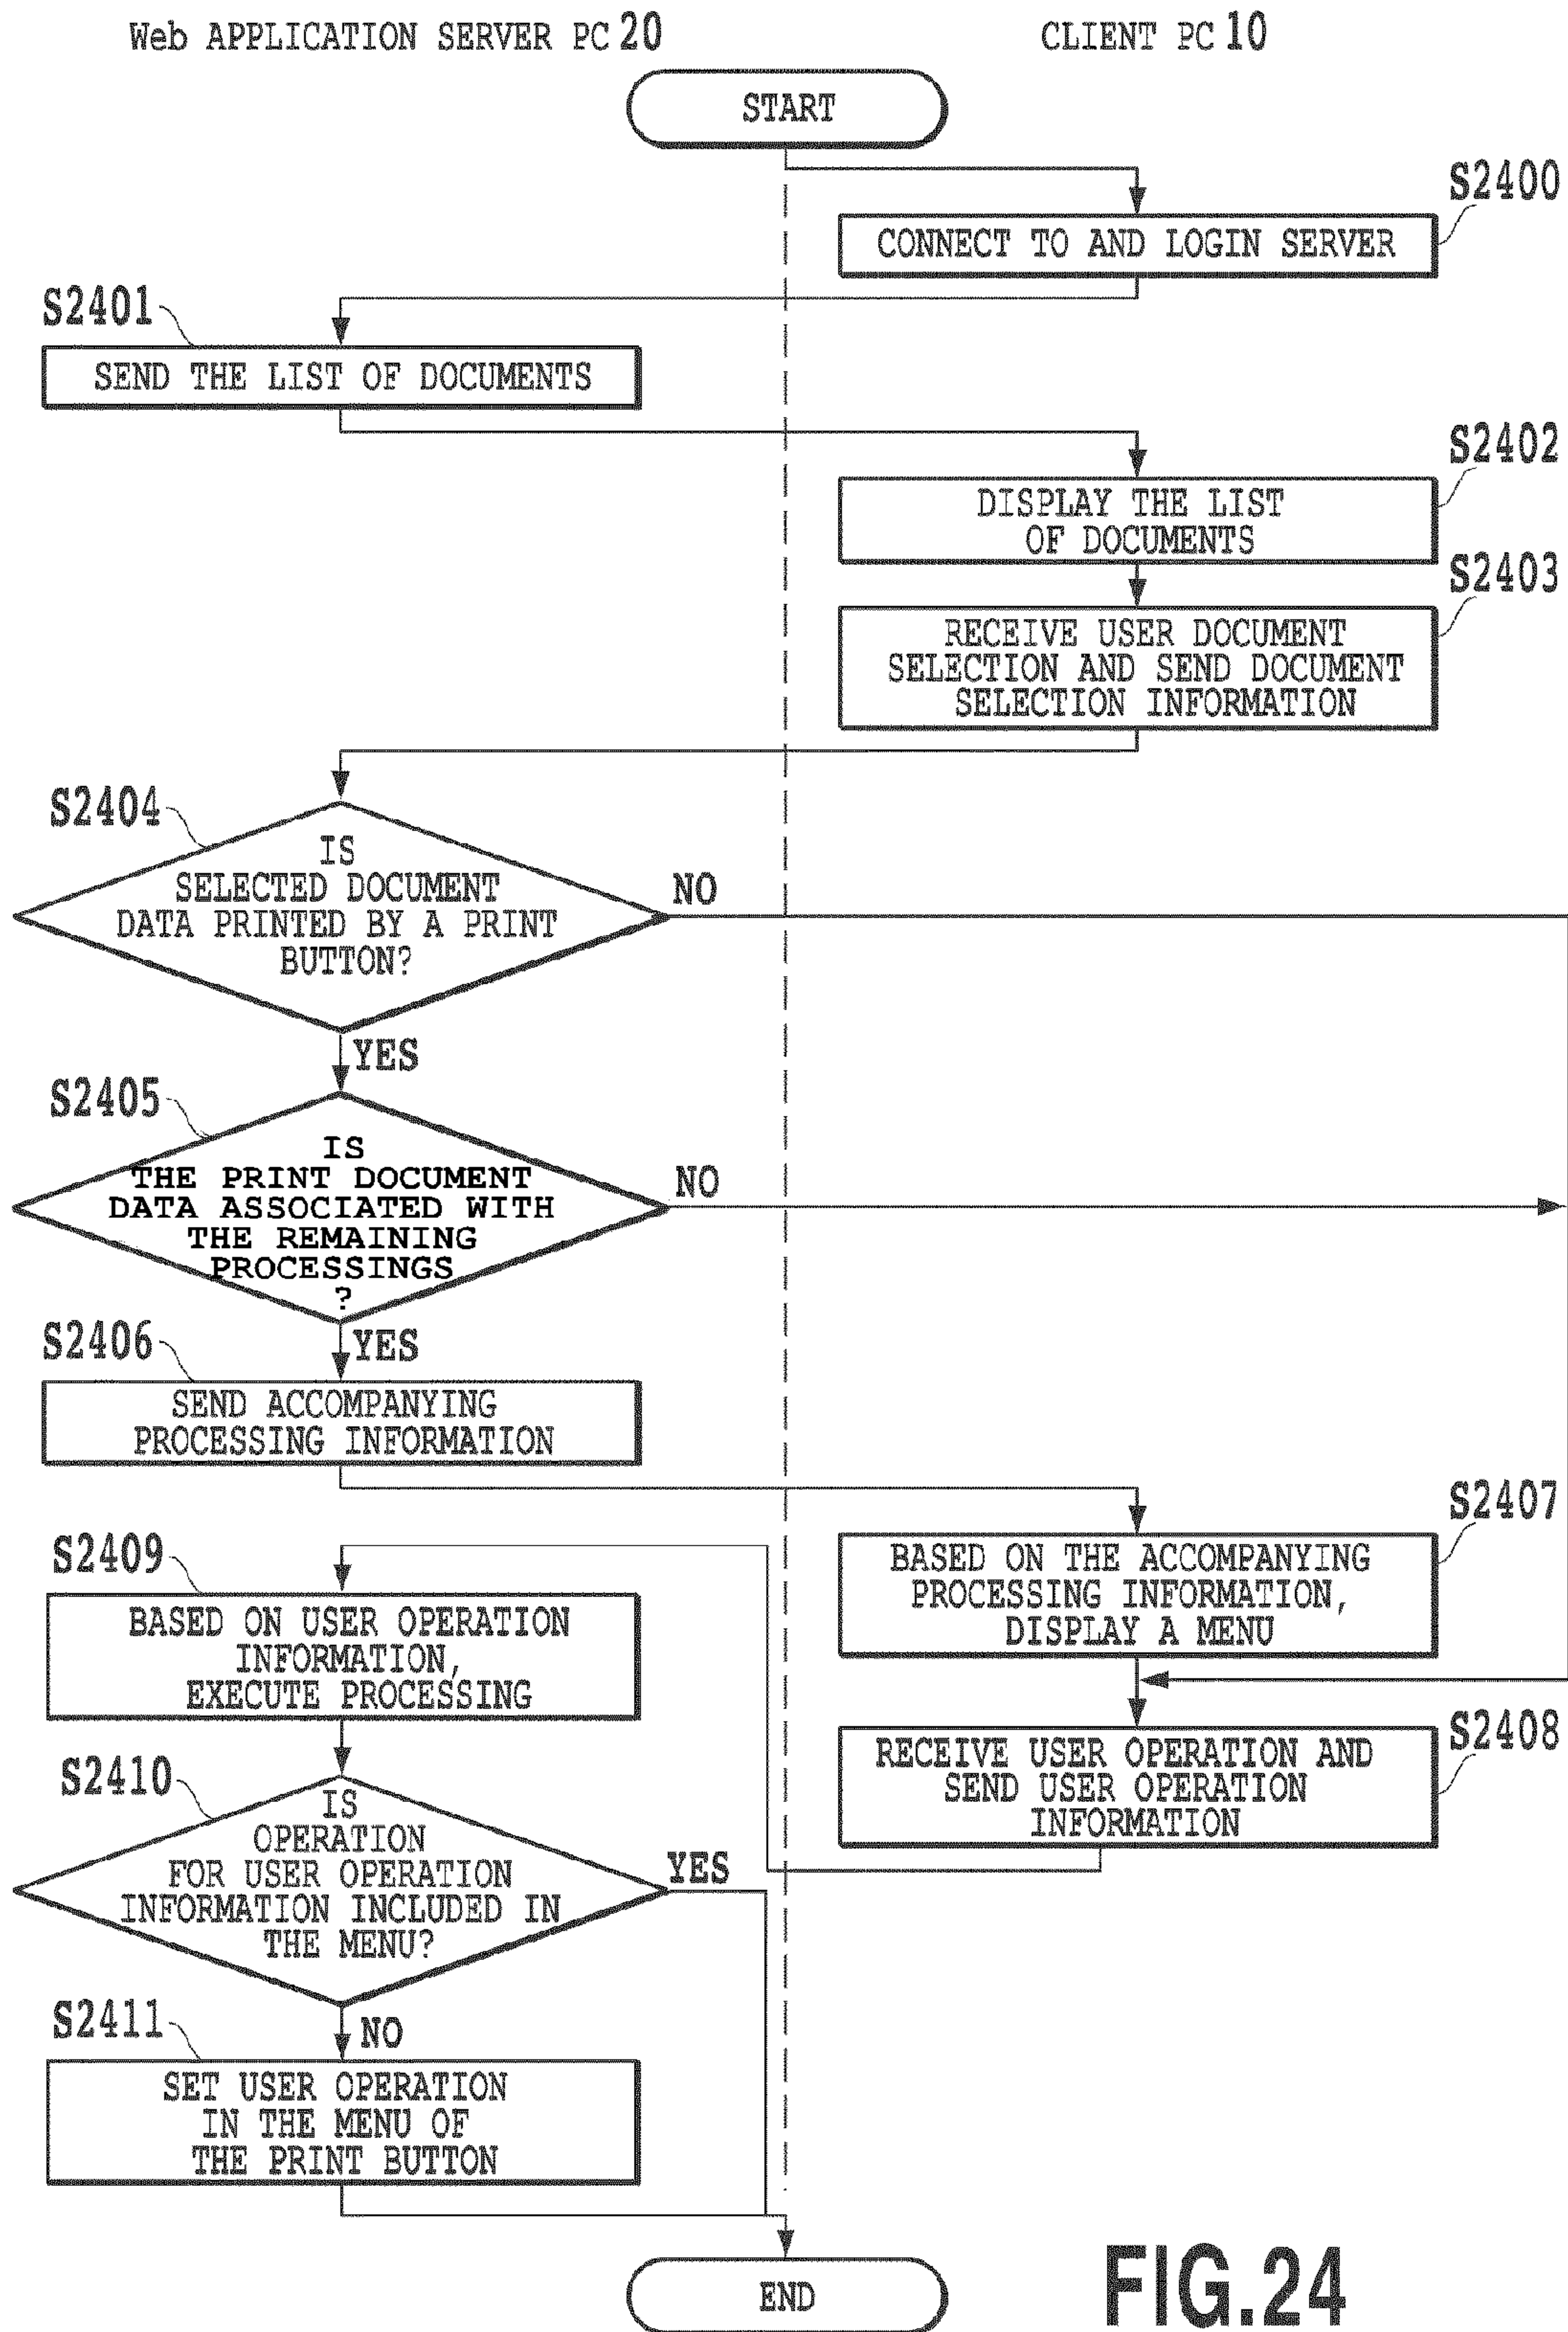 Web APPLICATION SERVER PC 20
CLIENT PC 10
START
S2400
CONNECT TO AND LOGIN SERVER
S2401
SEND THE LIST OF DOCUMENTS
S2402
DISPLAY THE LIST
OF DOCUMENTS
S2403
RECEIVE USER DOCUMENT
SELECTION AND SEND DOCUMENT
SELECTION INFORMATION
S2404
IS
SELECTED DOCUMENT
DATA PRINTED BY A PRINT
BUTTON?
NO
YES
S2405
IS
THE PRINT DOCUMENT
DATA ASSOCIATED WITH
THE REMAINING
PROCESSINGS
?
NO
YES
S2406
SEND ACCOMPANYING
PROCESSING INFORMATION
S2407
BASED ON THE ACCOMPANYING
PROCESSING INFORMATION,
DISPLAY A MENU
S2408
RECEIVE USER OPERATION AND
SEND USER OPERATION
INFORMATION
S2409
BASED ON USER OPERATION
INFORMATION,
EXECUTE PROCESSING
S2410
IS
OPERATION
FOR USER OPERATION
INFORMATION INCLUDED IN
THE MENU?
YES
NO
S2411
SET USER OPERATION
IN THE MENU OF
THE PRINT BUTTON
END
FIG.24